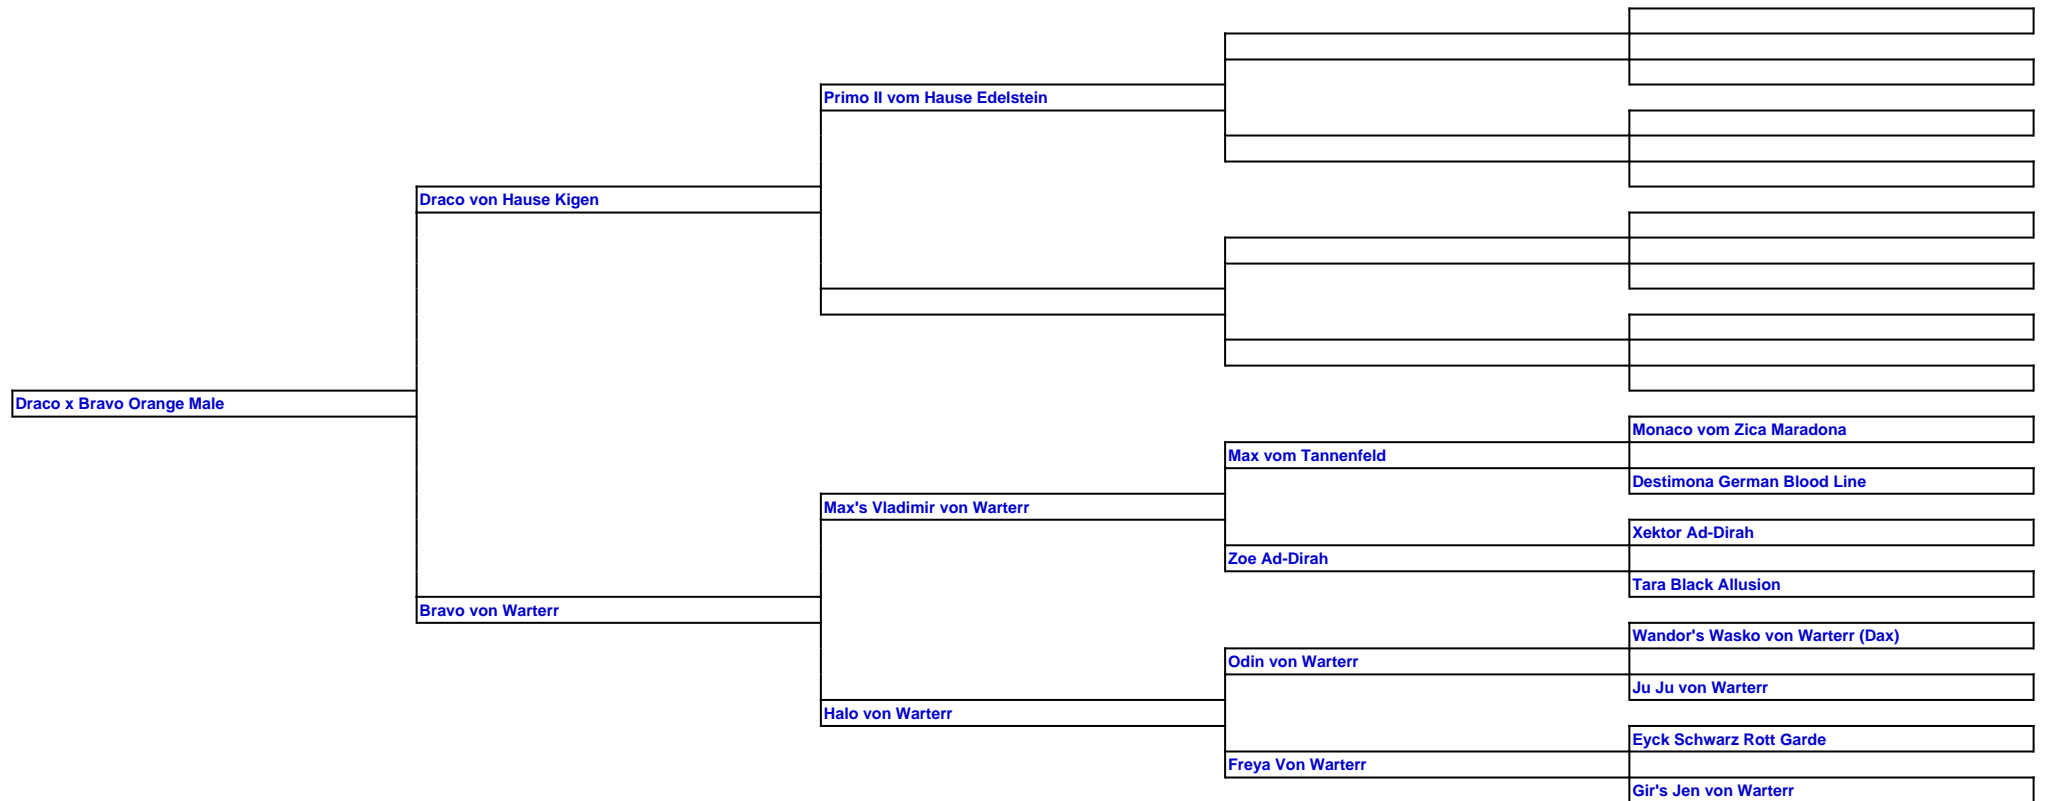 Primo II vom Hause Edelstein
Draco von Hause Kigen
Draco x Bravo Orange Male
Monaco vom Zica Maradona
Max vom Tannenfeld
Destimona German Blood Line
Max's Vladimir von Warterr
Xektor Ad-Dirah
Zoe Ad-Dirah
Tara Black Allusion
Bravo von Warterr
Wandor's Wasko von Warterr (Dax)
Odin von Warterr
Ju Ju von Warterr
Halo von Warterr
Eyck Schwarz Rott Garde
Freya Von Warterr
Gir's Jen von Warterr